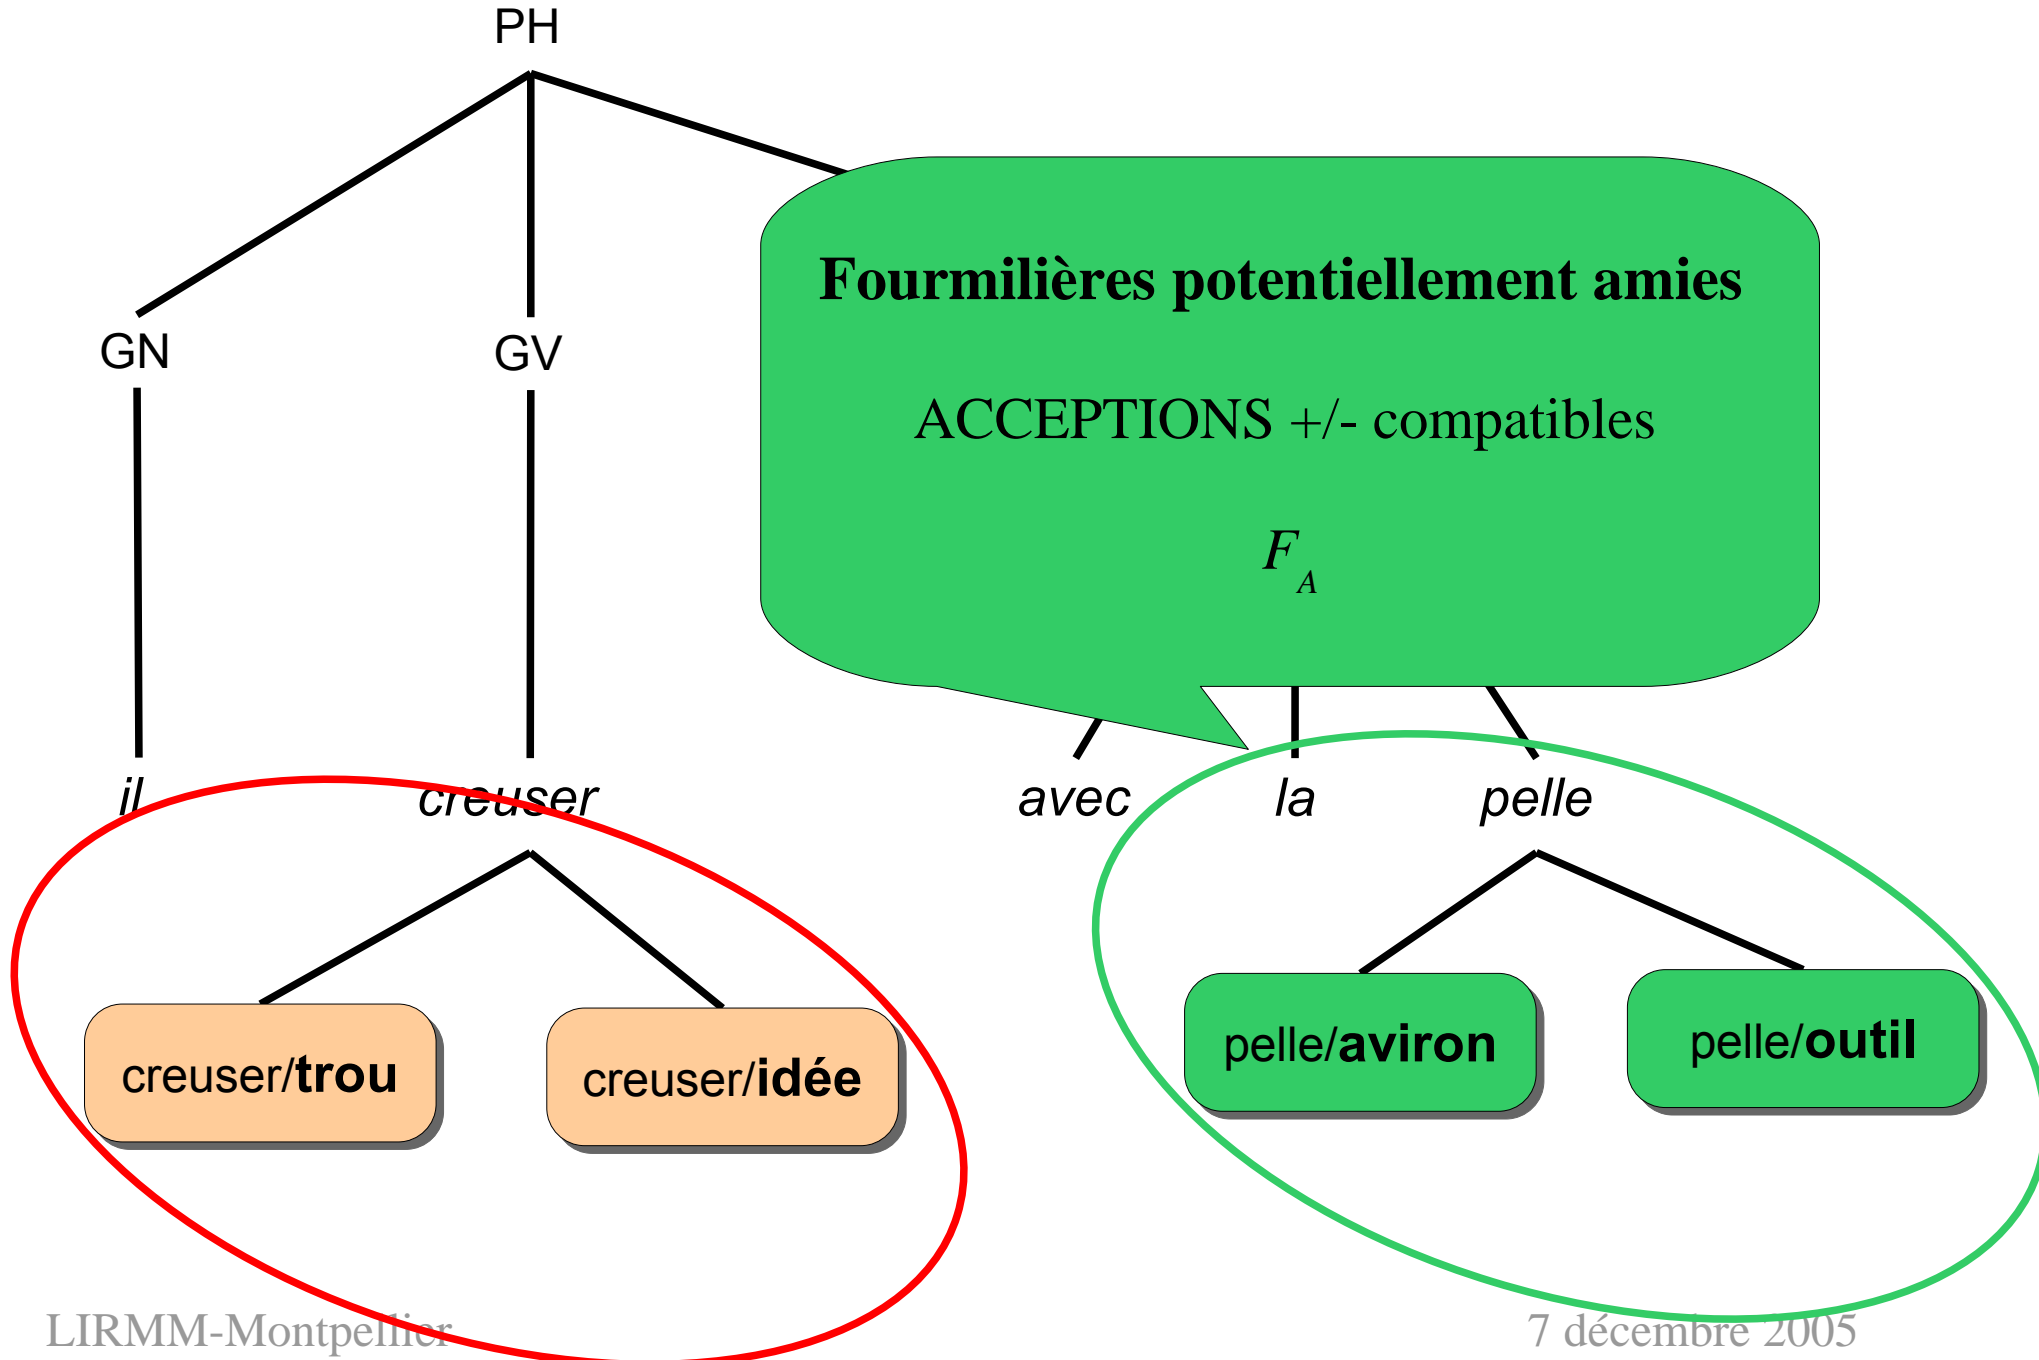 PH
Fourmilières potentiellement amies
GN
GV
ACCEPTIONS +/- compatibles
F_A
il
creuser
avec
la
pelle
creuser/trou
creuser/idée
pelle/aviron
pelle/outil
LIRMM-Montpellier
7 décembre 2005